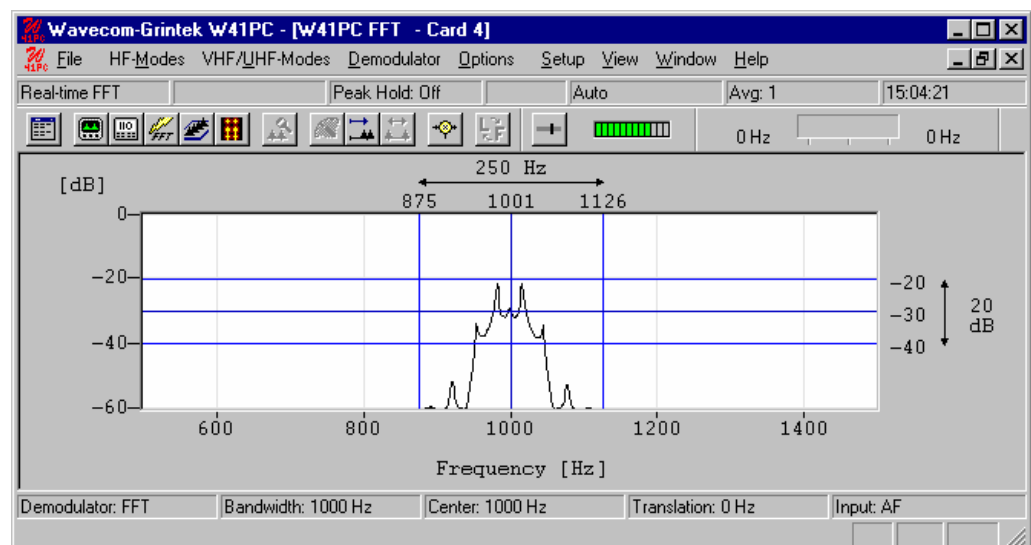 Wavecom-Grintek W41PC - [W41PC FFT - Card 4]
File HF-Modes VHF/UHF-Modes Demodulator Options Setup View Window Help
Real-time FFT Peak Hold: Off Auto Avg: 1 15:04:21
0 Hz 0 Hz
250 Hz
[dB]
875 1001 1126
0
−20
−40
−60
−20
−30
−40
20
dB
600 800 1000 1200 1400
Frequency [Hz]
Demodulator: FFT Bandwidth: 1000 Hz Center: 1000 Hz Translation: 0 Hz Input: AF